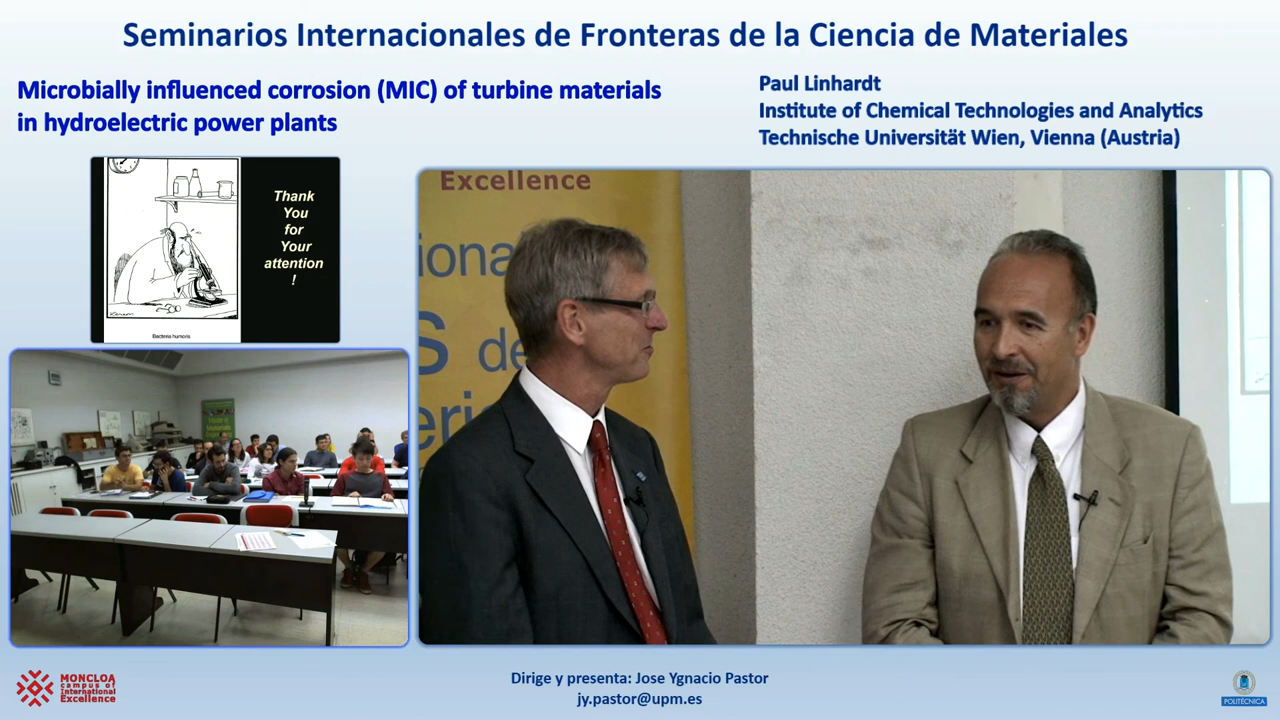 Seminarios Internacionales de Fronteras de la Ciencia de Materiales
Microbially influenced corrosion (MIC) of turbine materials
in hydroelectric power plants
Paul Linhardt
Institute of Chemical Technologies and Analytics
Technische Universität Wien, Vienna (Austria)
Thank
You
for
Your
attention
!
Bacteria humoris
Excellence
iona
s de
eri
MONCLOA
campus of
International
Excellence
Dirige y presenta: Jose Ygnacio Pastor
jy.pastor@upm.es
POLITÉCNICA